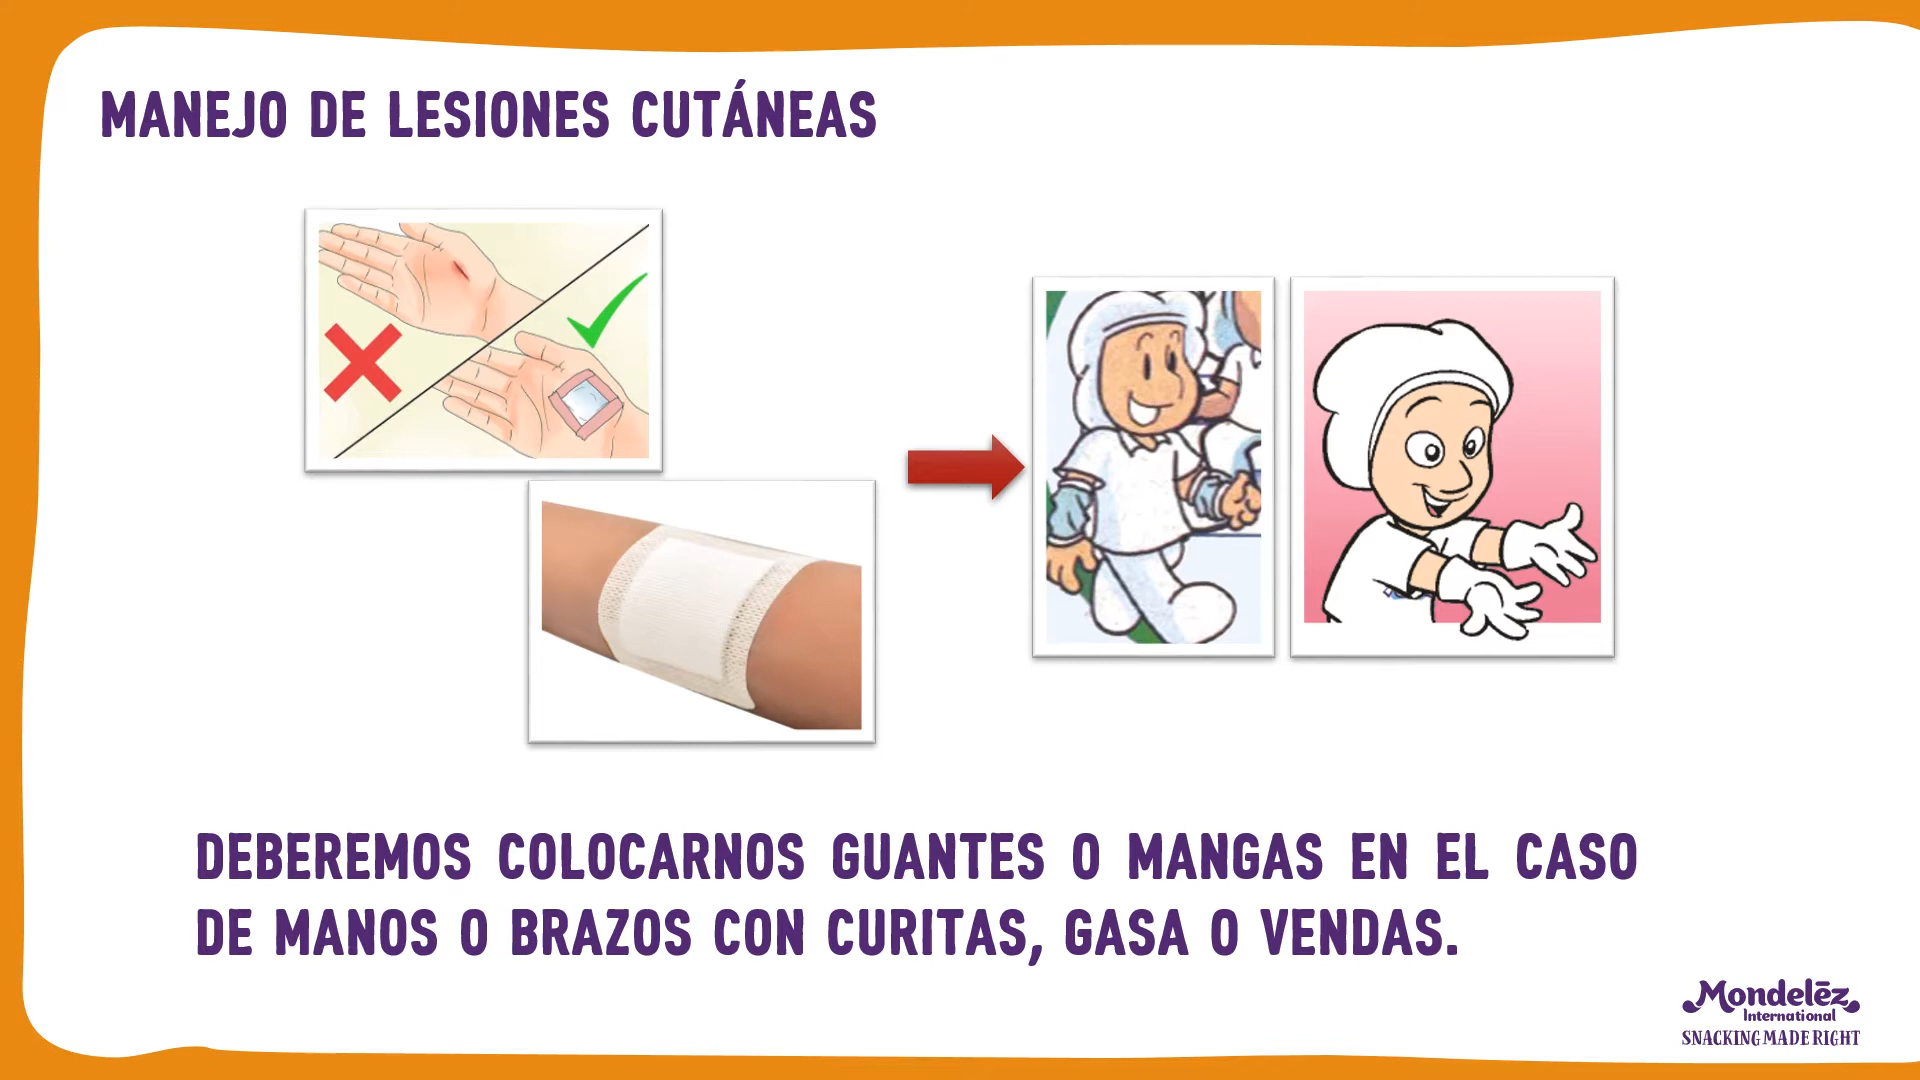 MANEJO DE LESIONES CUTÁNEAS
DEBEREMOS COLOCARNOS GUANTES O MANGAS EN EL CASO
DE MANOS O BRAZOS CON CURITAS, GASA O VENDAS.
Mondelēz
International
SNACKING MADE RIGHT